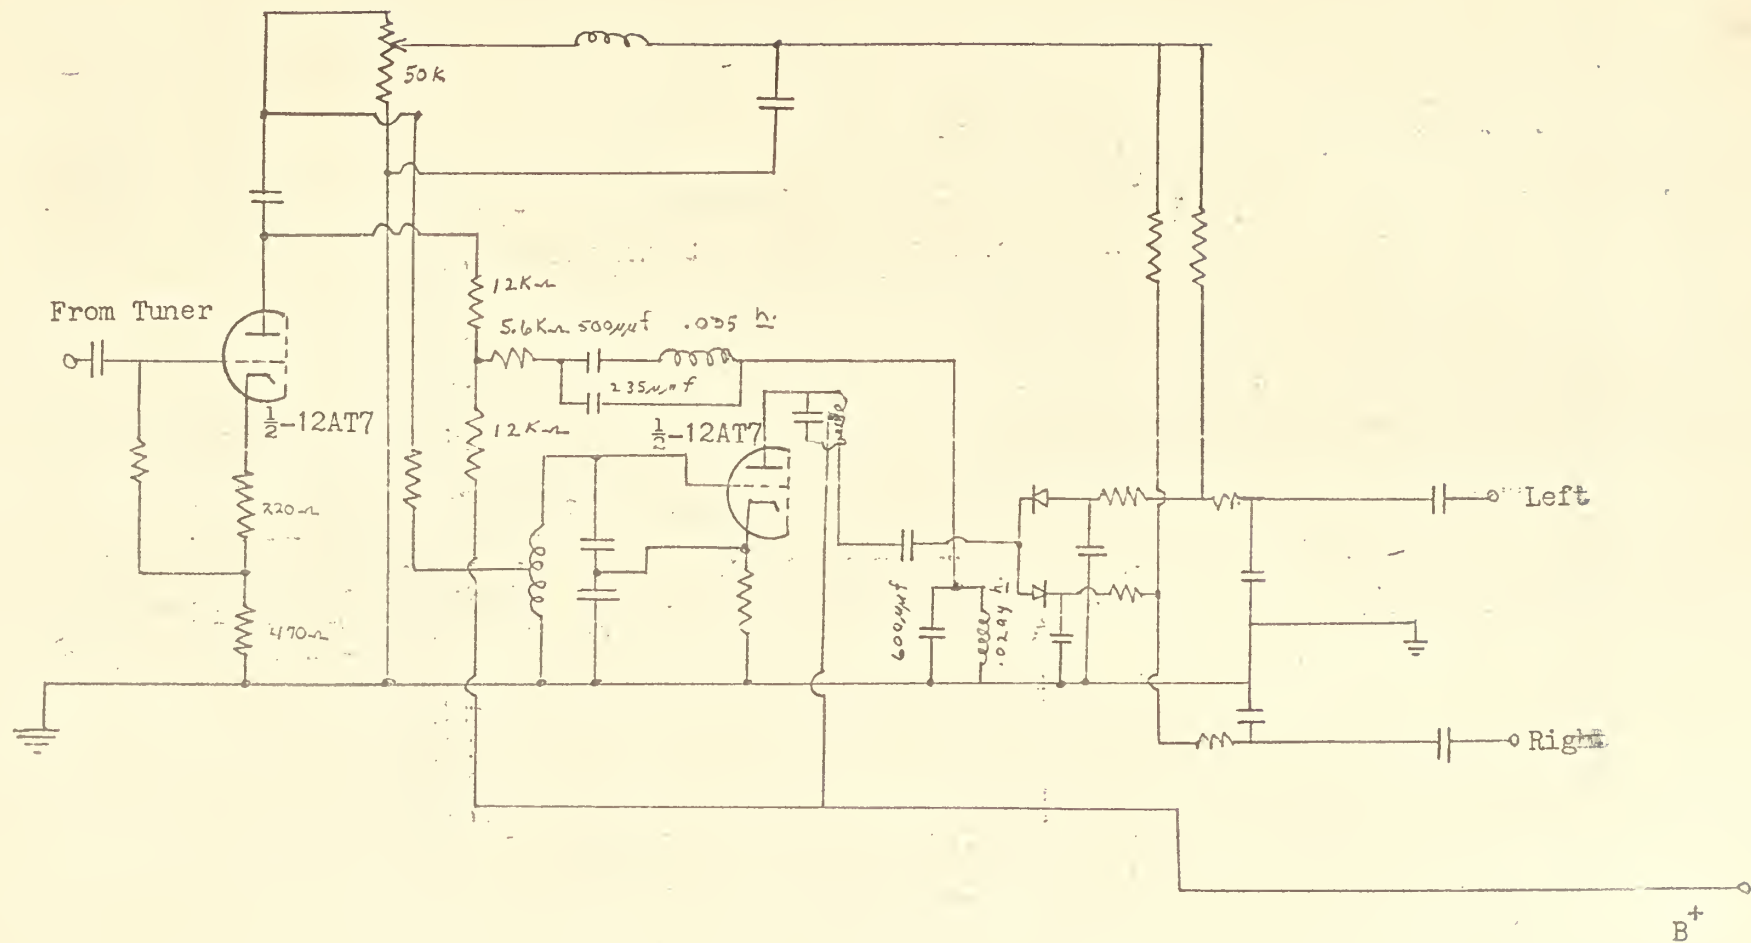 50K
From Tuner
12K Ω
5.6K Ω 500μμf .035 h.
235μμf
½-12AT7
12K Ω
½-12AT7
220 Ω
Left
600μμf
.0294 h.
470 Ω
Right
B+